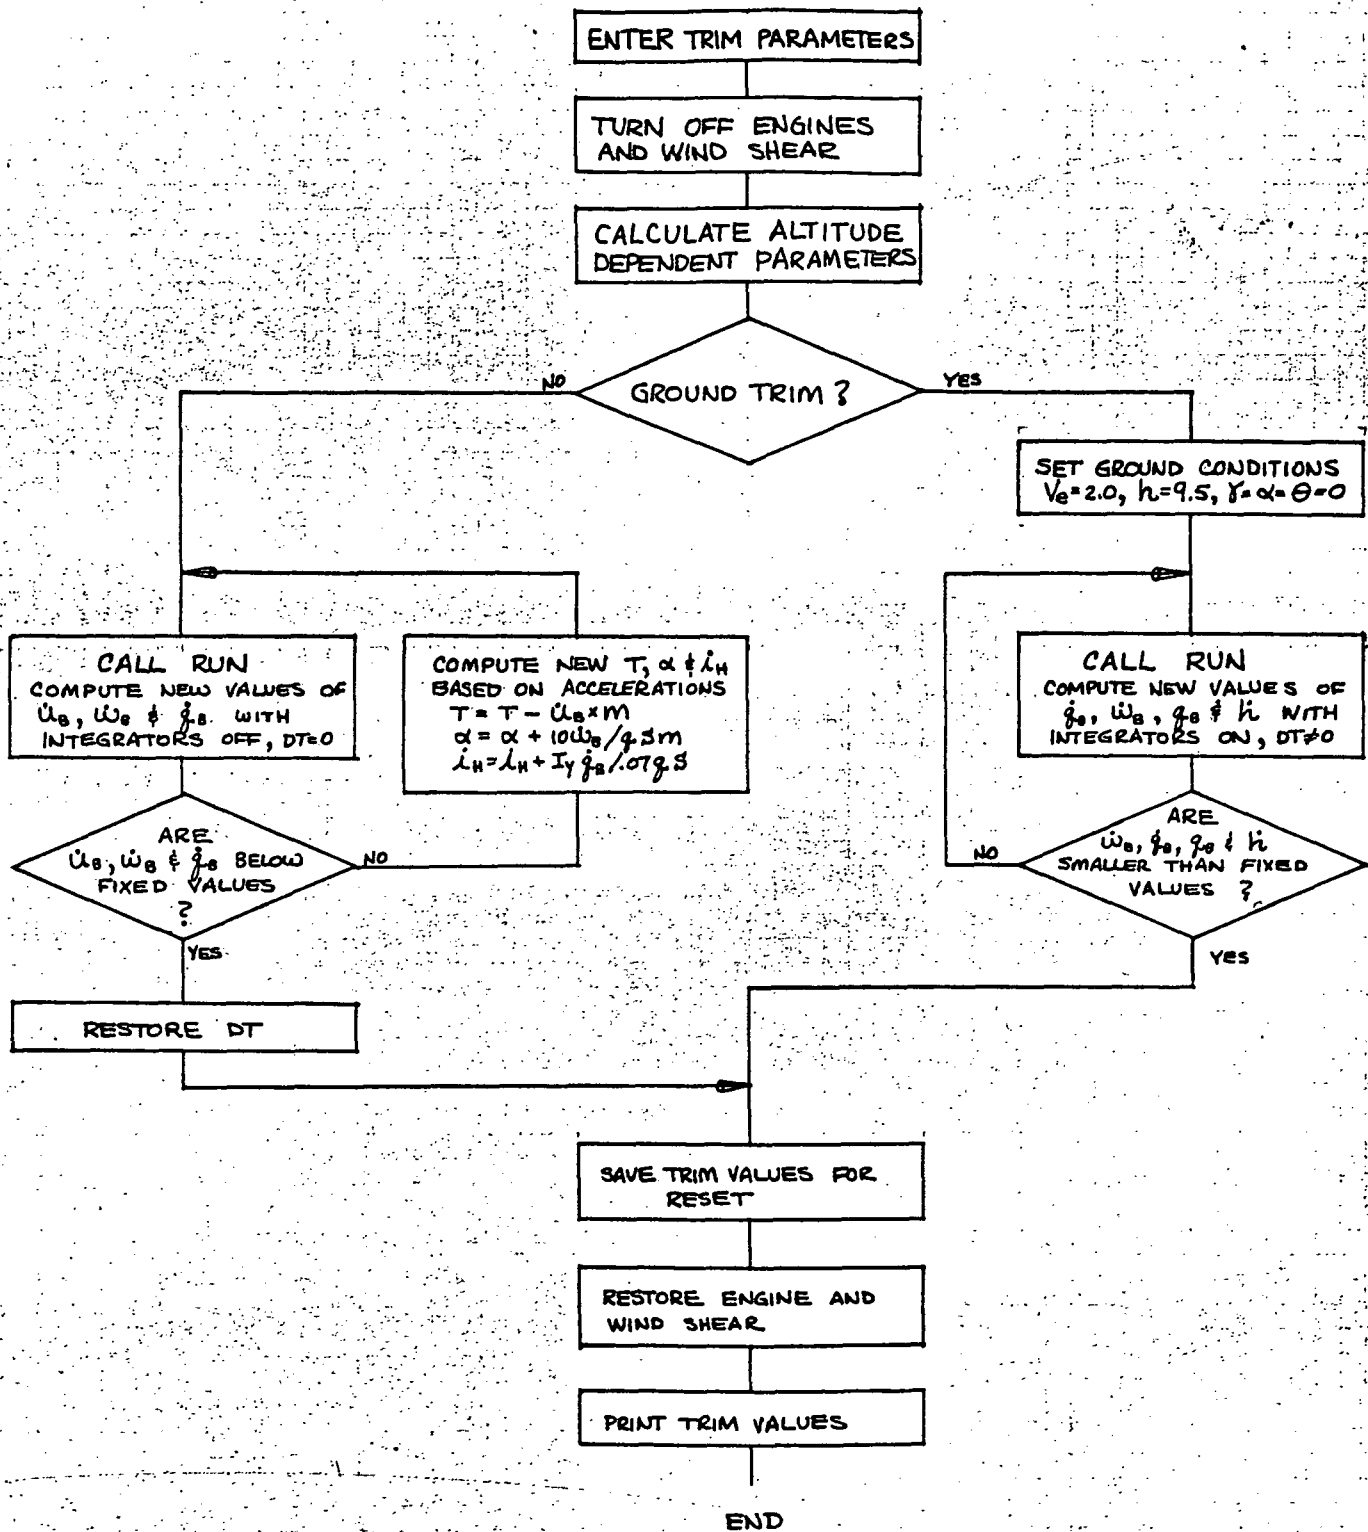 ENTER TRIM PARAMETERS
TURN OFF ENGINES
AND WIND SHEAR
CALCULATE ALTITUDE
DEPENDENT PARAMETERS
GROUND TRIM?
NO
YES
SET GROUND CONDITIONS
Ve=2.0, h=9.5, γ=α=θ=0
CALL RUN
COMPUTE NEW VALUES OF
u̇B, ẇB & q̇B WITH
INTEGRATORS OFF, DT=0
COMPUTE NEW T, α & iH
BASED ON ACCELERATIONS
T = T - u̇B×m
α = α + 10ẇB/qSm
iH = iH + IY q̇B/.07qS
CALL RUN
COMPUTE NEW VALUES OF
q̇B, ẇB, qB & ḣ WITH
INTEGRATORS ON, DT≠0
ARE
u̇B, ẇB & q̇B BELOW
FIXED VALUES
?
NO
YES
ARE
ẇB, q̇B, qB & ḣ
SMALLER THAN FIXED
VALUES ?
NO
YES
RESTORE DT
SAVE TRIM VALUES FOR
RESET
RESTORE ENGINE AND
WIND SHEAR
PRINT TRIM VALUES
END